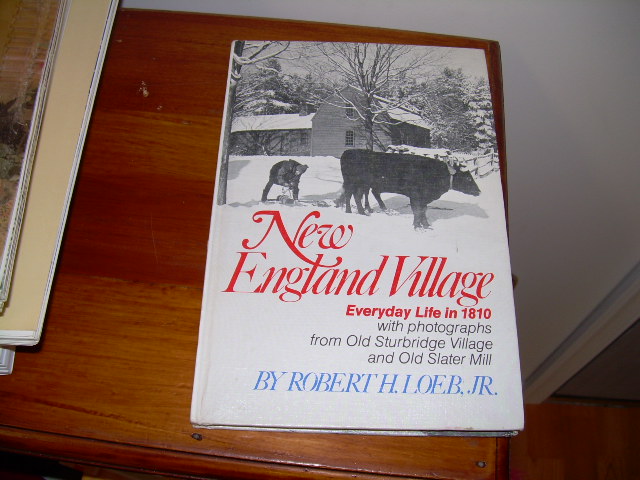 New
England Village
Everyday Life in 1810
with photographs
from Old Sturbridge Village
and Old Slater Mill
BY ROBERT H. LOEB, JR.